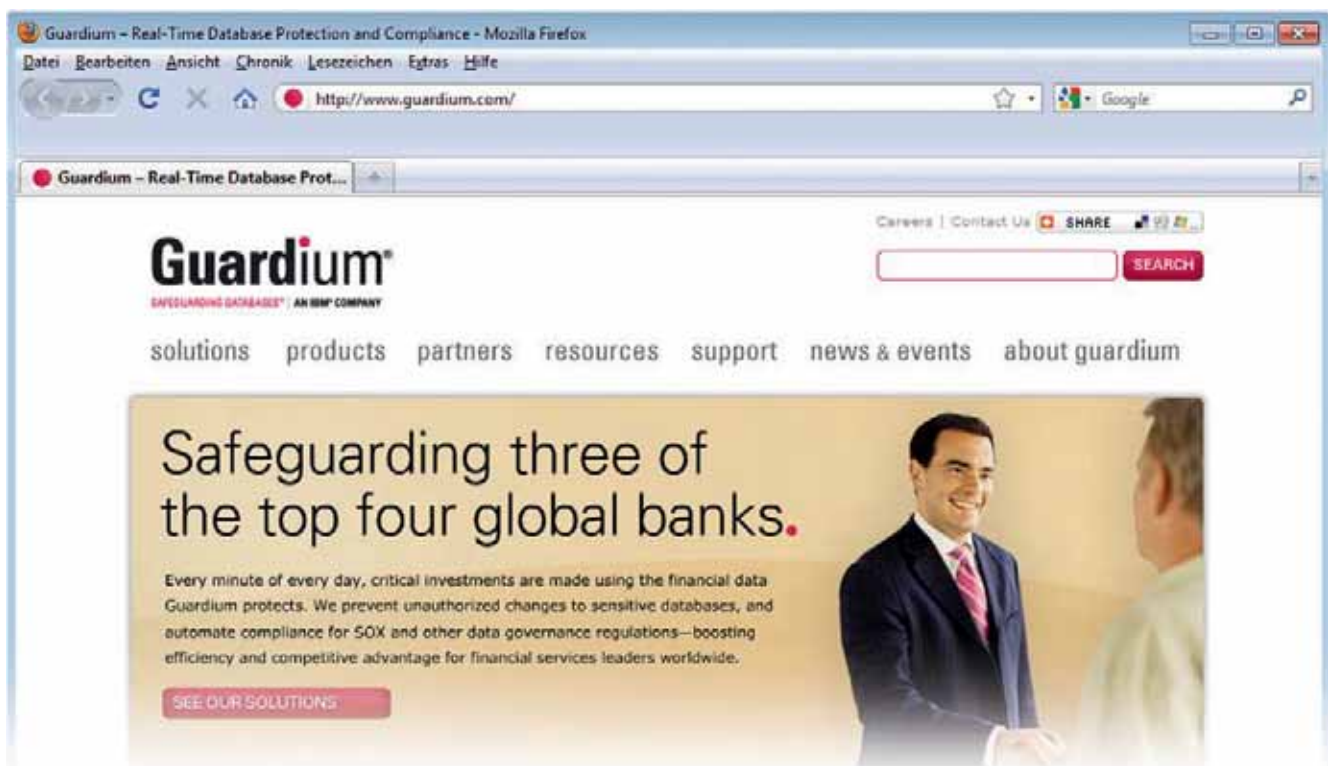 Guardium – Real-Time Database Protection and Compliance - Mozilla Firefox
Datei Bearbeiten Ansicht Chronik Lesezeichen Extras Hilfe
http://www.guardium.com/
Google
Guardium – Real-Time Database Prot...
Careers | Contact Us SHARE
Guardium®
SEARCH
SAFEGUARDING DATABASES® | AN IBM® COMPANY
solutions products partners resources support news & events about guardium
Safeguarding three of
the top four global banks.
Every minute of every day, critical investments are made using the financial data
Guardium protects. We prevent unauthorized changes to sensitive databases, and
automate compliance for SOX and other data governance regulations—boosting
efficiency and competitive advantage for financial services leaders worldwide.
SEE OUR SOLUTIONS